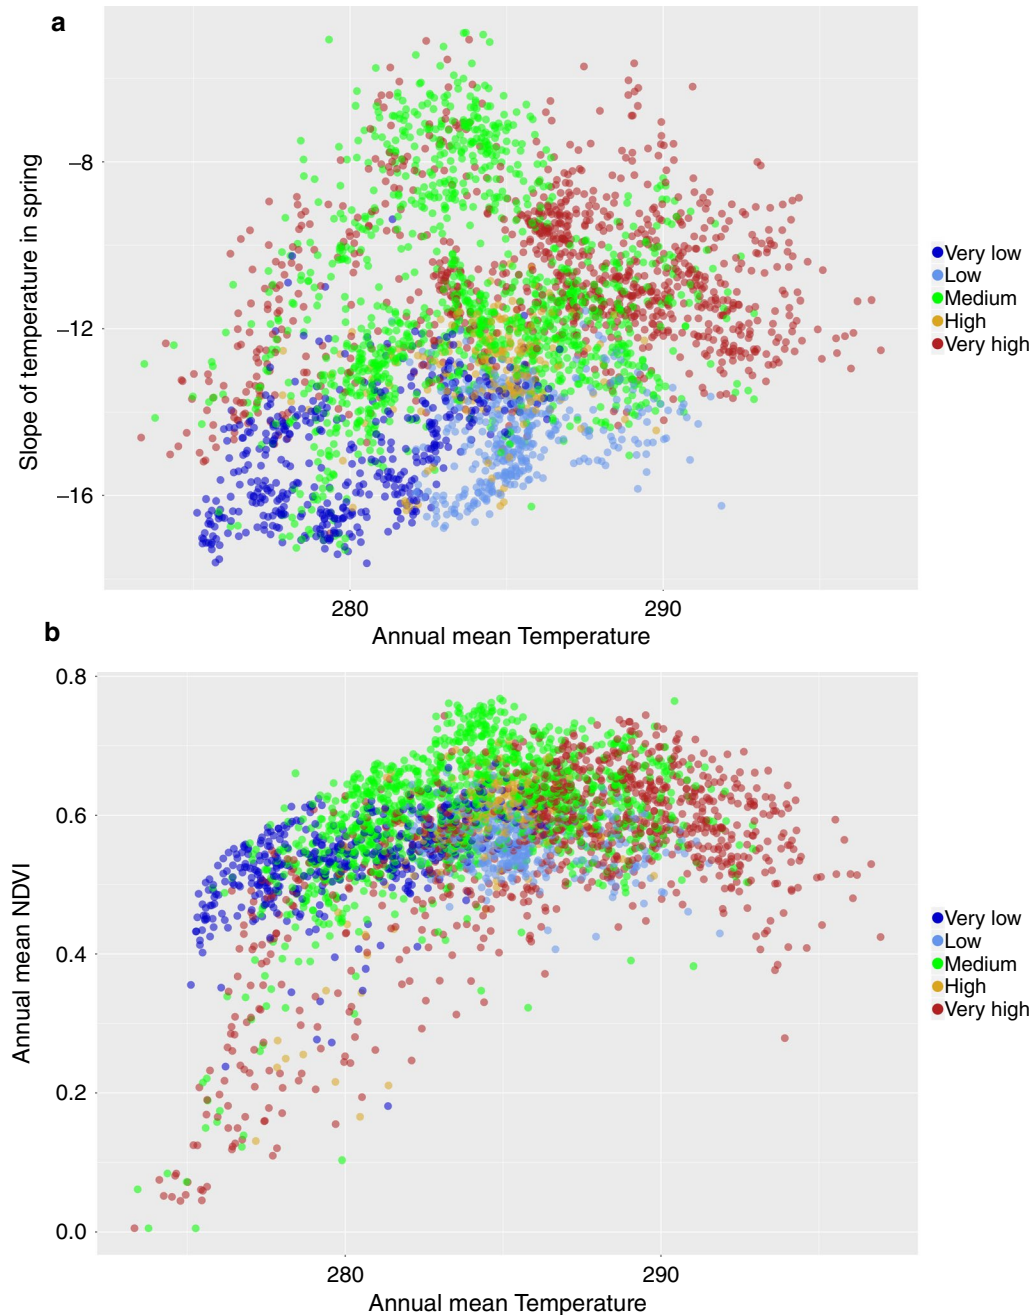 a
Slope of temperature in spring
−8
−12
−16
280
290
Annual mean Temperature
Very low
Low
Medium
High
Very high
b
Annual mean NDVI
0.8
0.6
0.4
0.2
0.0
280
290
Annual mean Temperature
Very low
Low
Medium
High
Very high